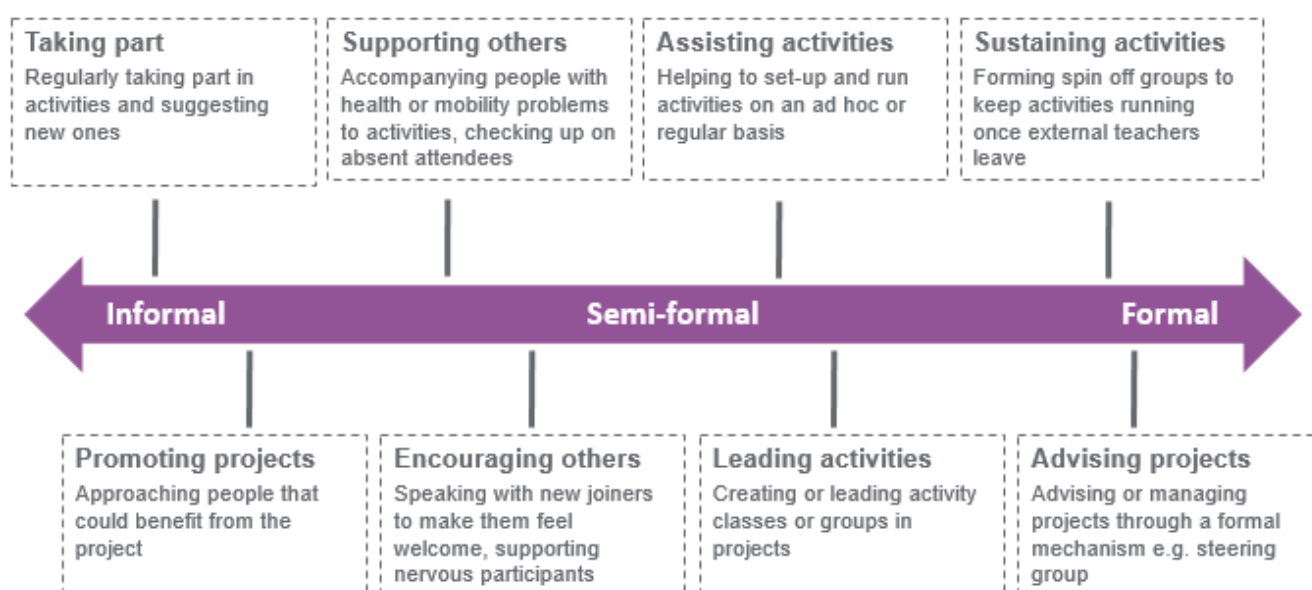 Taking part
Regularly taking part in
activities and suggesting
new ones
Supporting others
Accompanying people with
health or mobility problems
to activities, checking up on
absent attendees
Assisting activities
Helping to set-up and run
activities on an ad hoc or
regular basis
Sustaining activities
Forming spin off groups to
keep activities running
once external teachers
leave
Informal
Semi-formal
Formal
Promoting projects
Approaching people that
could benefit from the
project
Encouraging others
Speaking with new joiners
to make them feel
welcome, supporting
nervous participants
Leading activities
Creating or leading activity
classes or groups in
projects
Advising projects
Advising or managing
projects through a formal
mechanism e.g. steering
group